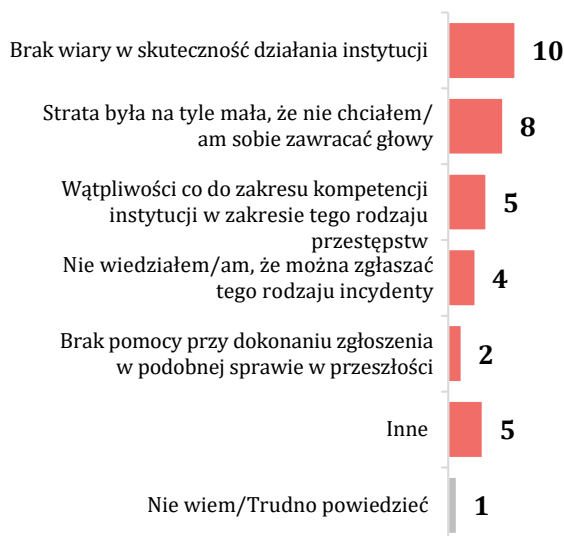 Brak wiary w skuteczność działania instytucji 10
Strata była na tyle mała, że nie chciałem/
am sobie zawracać głowy 8
Wątpliwości co do zakresu kompetencji
instytucji w zakresie tego rodzaju 5
przestępstw
Nie wiedziałem/am, że można zgłaszać
tego rodzaju incydenty 4
Brak pomocy przy dokonaniu zgłoszenia
w podobnej sprawie w przeszłości 2
Inne 5
Nie wiem/Trudno powiedzieć 1